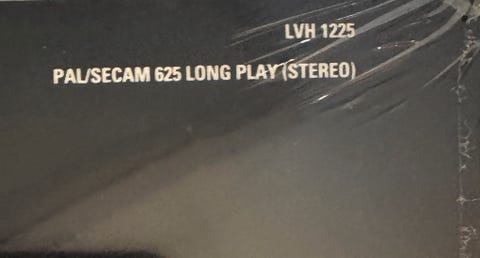 LVH 1225
PAL/SECAM 625 LONG PLAY (STEREO)